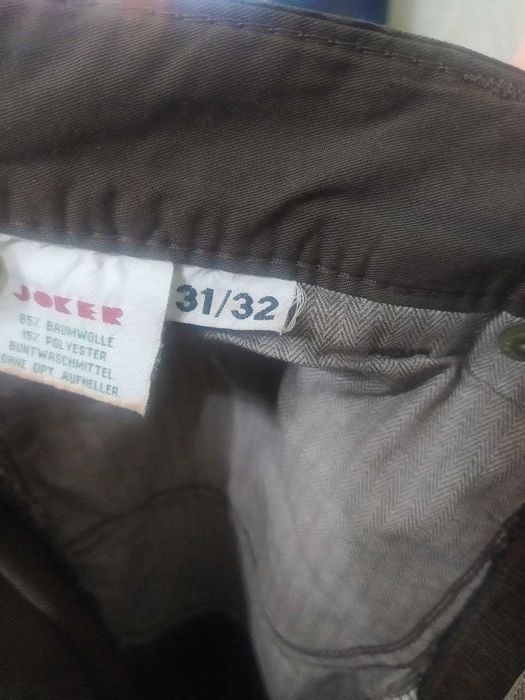 JOKER
31/32
85% BAUMWOLLE
15% POLYESTER
BUNTWASCHMITTEL.
OHNE OPT. AUFHELLER.